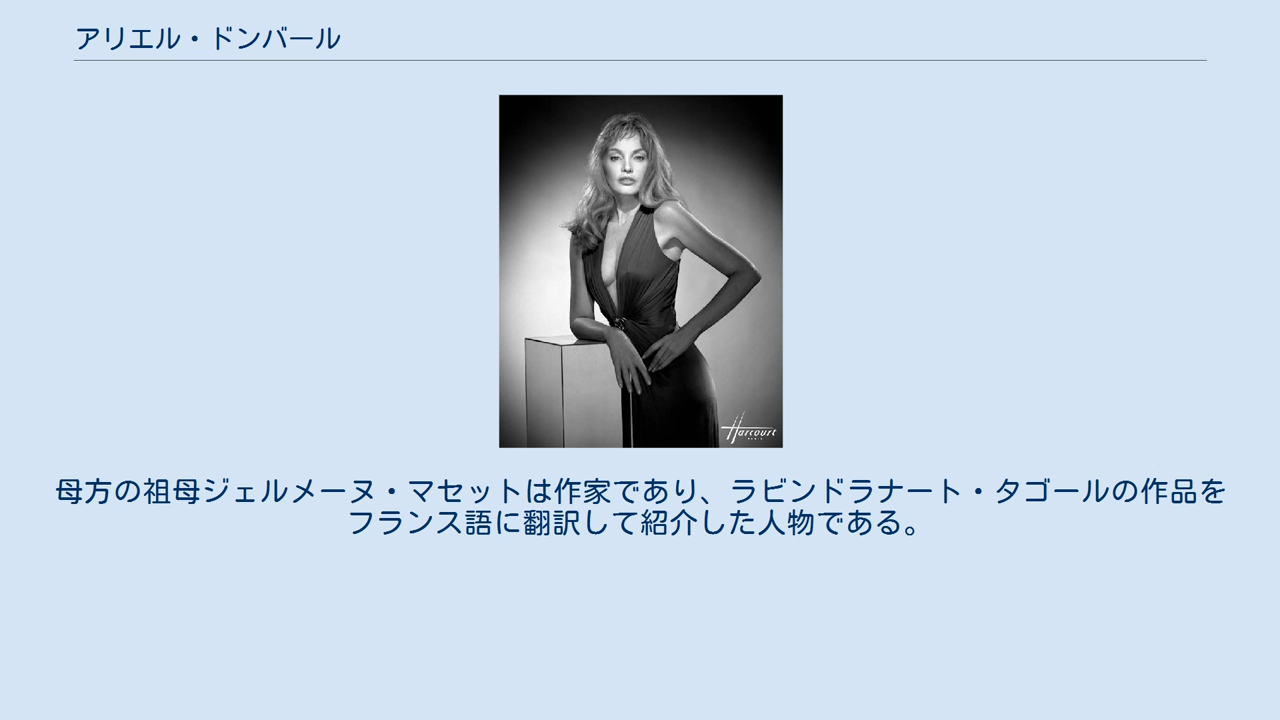 アリエル・ドンバール
Harcourt
PARIS
母方の祖母ジェルメーヌ・マセットは作家であり、ラビンドラナート・タゴールの作品を
フランス語に翻訳して紹介した人物である。